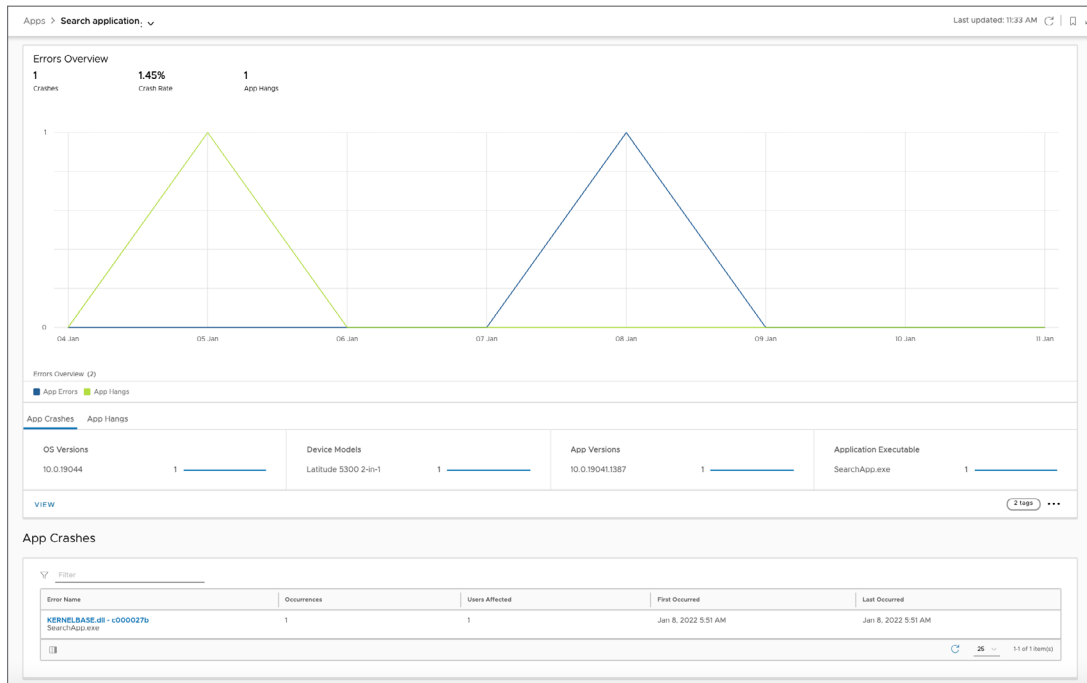 Apps > Search application: Last updated: 11:33 AM
Errors Overview
1 1.45% 1
Crashes Crash Rate App Hangs
1
0
04 Jan 05 Jan 06 Jan 07 Jan 08 Jan 09 Jan 10 Jan 11 Jan
Errors Overview (2)
App Errors App Hangs
App Crashes App Hangs
OS Versions Device Models App Versions Application Executable
10.0.19044 1 Latitude 5300 2-in-1 1 10.0.19041.1387 1 SearchApp.exe 1
VIEW 2 tags
App Crashes
Filter
Error Name Occurrences Users Affected First Occurred Last Occurred
KERNELBASE.dll - c000027b 1 1 Jan 8, 2022 5:51 AM Jan 8, 2022 5:51 AM
SearchApp.exe
25 1-1 of 1 item(s)